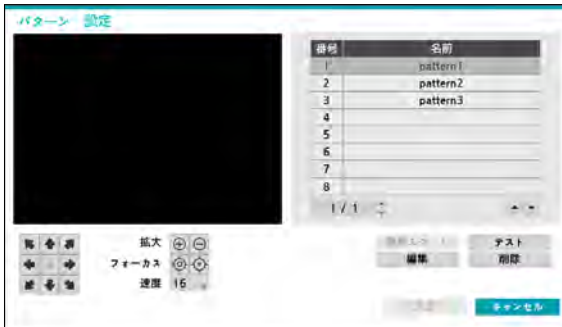 パターン 設定
番号 名前
1 pattern1
2 pattern2
3 pattern3
4
5
6
7
8
1 / 1
拡大
フォーカス
速度 16
テスト
編集 削除
キャンセル